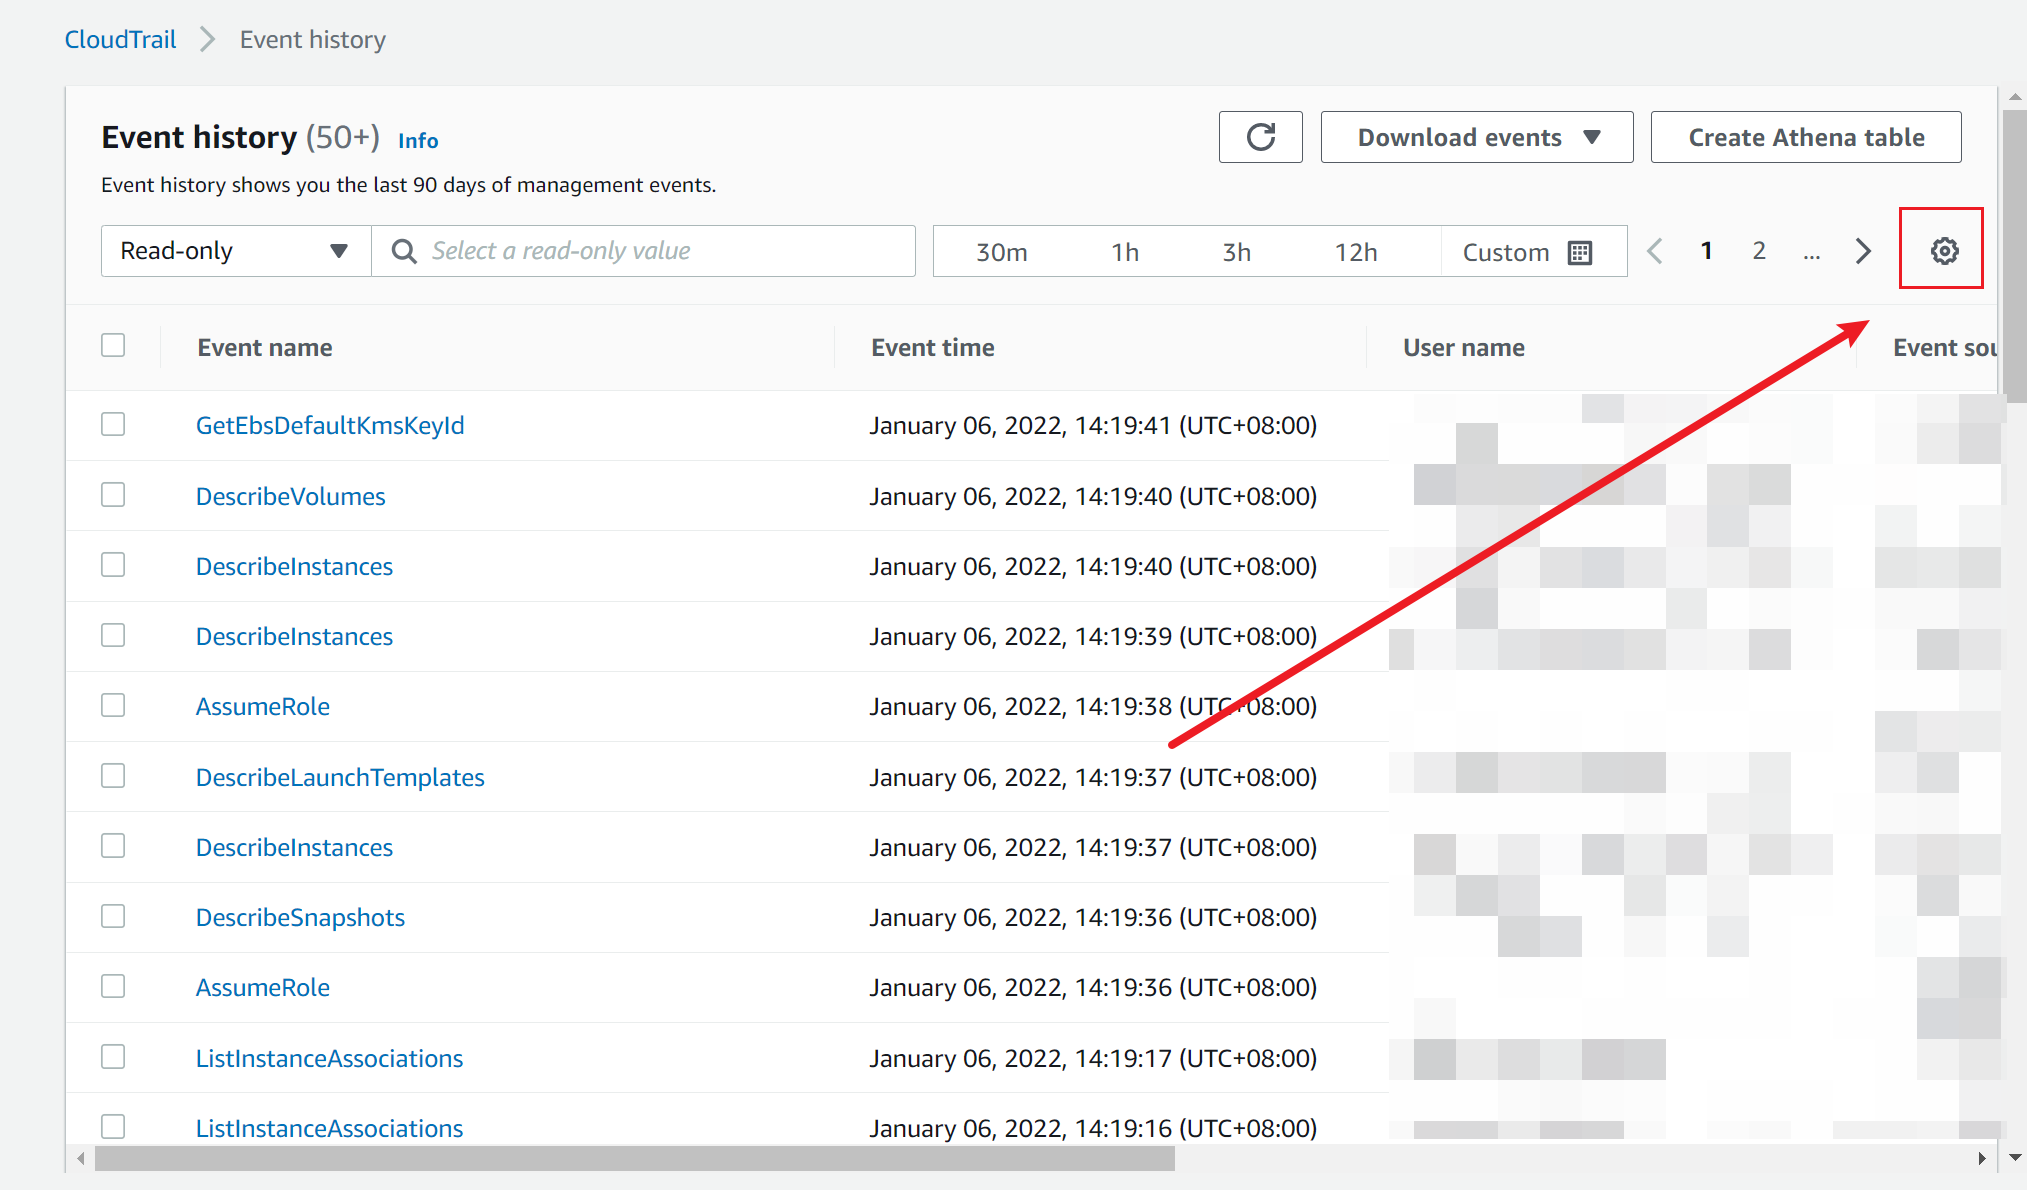 CloudTrail > Event history
Event history (50+) Info
Download events
Create Athena table
Event history shows you the last 90 days of management events.
Read-only
Select a read-only value
30m 1h 3h 12h Custom
1 2 ...
Event name Event time User name Event sou
GetEbsDefaultKmsKeyId January 06, 2022, 14:19:41 (UTC+08:00)
DescribeVolumes January 06, 2022, 14:19:40 (UTC+08:00)
DescribeInstances January 06, 2022, 14:19:40 (UTC+08:00)
DescribeInstances January 06, 2022, 14:19:39 (UTC+08:00)
AssumeRole January 06, 2022, 14:19:38 (UTC+08:00)
DescribeLaunchTemplates January 06, 2022, 14:19:37 (UTC+08:00)
DescribeInstances January 06, 2022, 14:19:37 (UTC+08:00)
DescribeSnapshots January 06, 2022, 14:19:36 (UTC+08:00)
AssumeRole January 06, 2022, 14:19:36 (UTC+08:00)
ListInstanceAssociations January 06, 2022, 14:19:17 (UTC+08:00)
ListInstanceAssociations January 06, 2022, 14:19:16 (UTC+08:00)